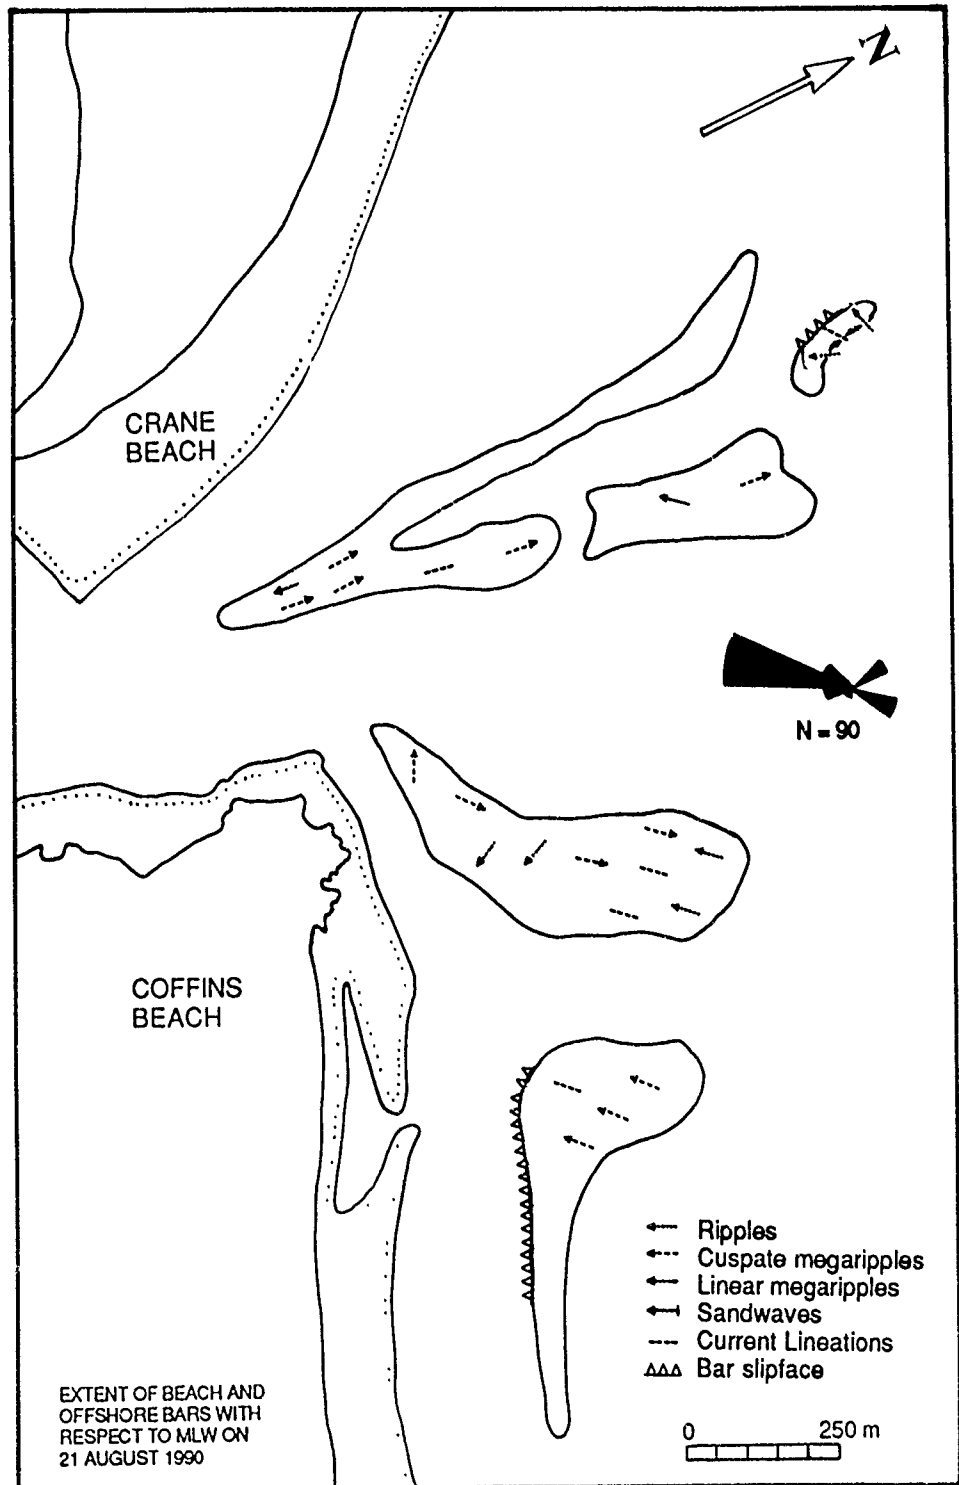 N
CRANE
BEACH
N = 90
COFFINS
BEACH
Ripples
Cuspate megaripples
Linear megaripples
Sandwaves
Current Lineations
Bar slipface
EXTENT OF BEACH AND
OFFSHORE BARS WITH
RESPECT TO MLW ON
21 AUGUST 1990
0 250 m